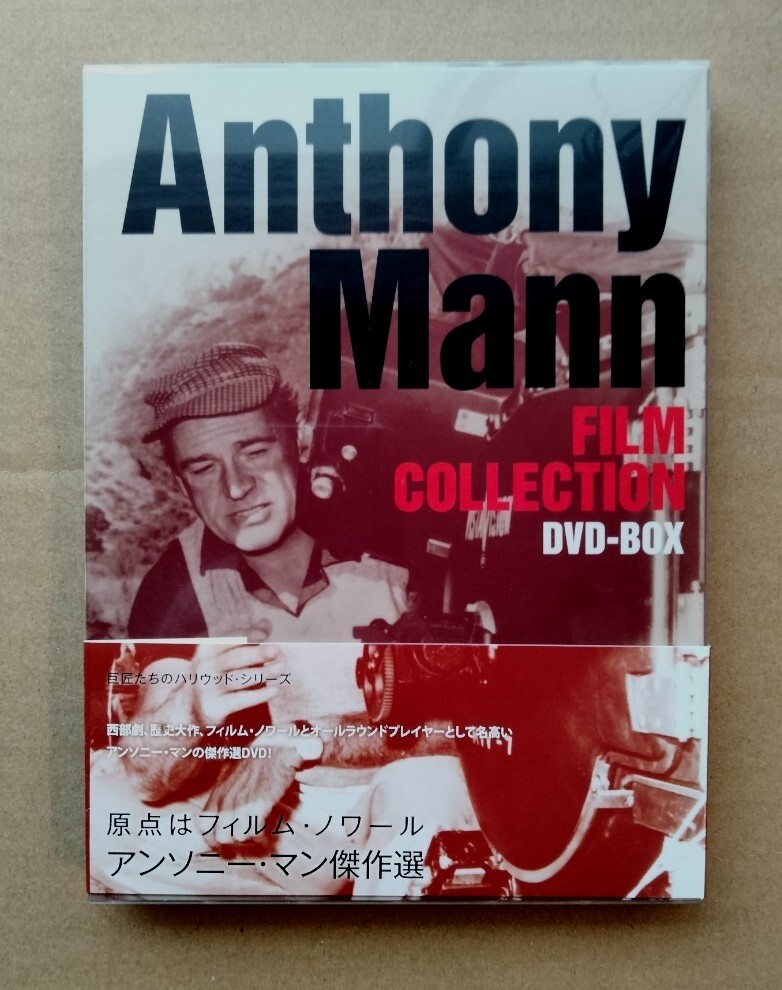 Anthony
Mann
FILM
COLLECTION
DVD-BOX
巨匠たちのハリウッド・シリーズ
西部劇、歴史大作、フィルム・ノワールとオールラウンドプレイヤーとして名高い
アンソニー・マンの傑作選DVD!
原点はフィルム・ノワール
アンソニー・マン傑作選